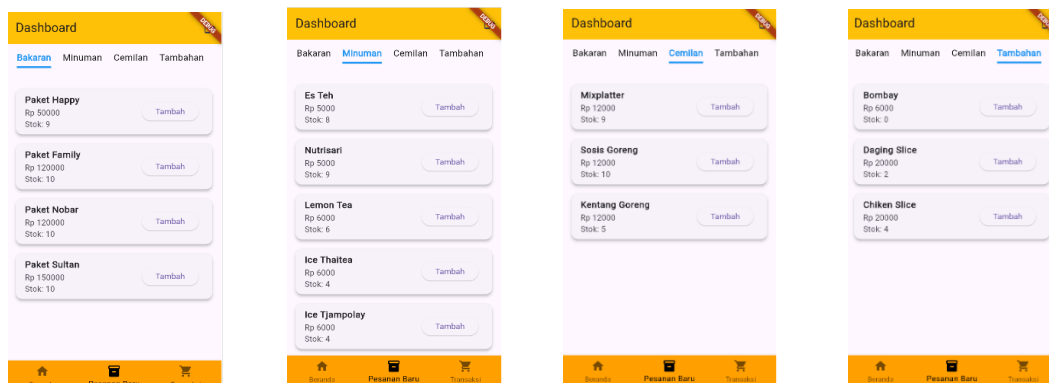 Dashboard
DEBUG
Bakaran Minuman Cemilan Tambahan
Paket Happy
Rp 50000
Stok: 9
Tambah
Paket Family
Rp 120000
Stok: 10
Tambah
Paket Nobar
Rp 120000
Stok: 10
Tambah
Paket Sultan
Rp 150000
Stok: 10
Tambah
Dashboard
DEBUG
Bakaran Minuman Cemilan Tambahan
Es Teh
Rp 5000
Stok: 8
Tambah
Nutrisari
Rp 5000
Stok: 9
Tambah
Lemon Tea
Rp 6000
Stok: 6
Tambah
Ice Thaitea
Rp 6000
Stok: 4
Tambah
Ice Tjampolay
Rp 6000
Stok: 4
Tambah
Beranda Pesanan Baru Transaksi
Dashboard
Bakaran Minuman Cemilan Tambahan
Mixplatter
Rp 12000
Stok: 9
Tambah
Sosis Goreng
Rp 12000
Stok: 10
Tambah
Kentang Goreng
Rp 12000
Stok: 5
Tambah
Beranda Pesanan Baru Transaksi
Dashboard
Bakaran Minuman Cemilan Tambahan
Bombay
Rp 6000
Stok: 0
Tambah
Daging Slice
Rp 20000
Stok: 2
Tambah
Chiken Slice
Rp 20000
Stok: 4
Tambah
Beranda Pesanan Baru Transaksi